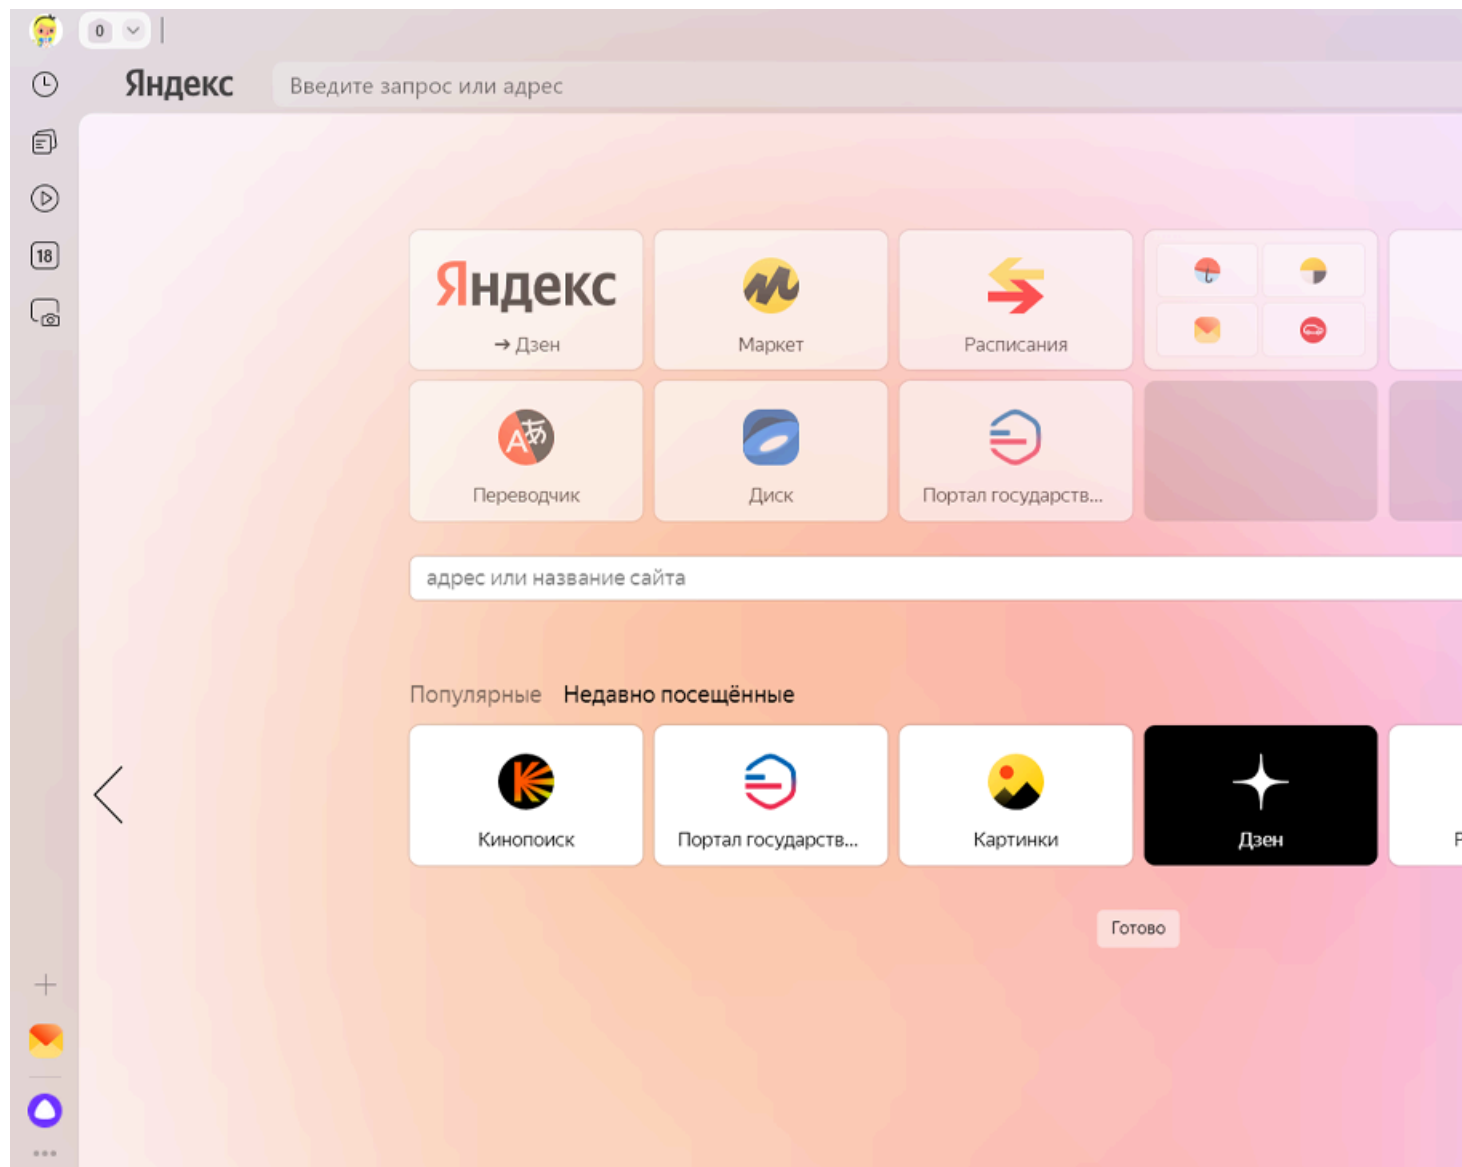 0
Яндекс
Введите запрос или адрес
18
Яндекс
→ Дзен
Маркет
Расписания
Переводчик
Диск
Портал государств...
адрес или название сайта
Популярные Недавно посещённые
Кинопоиск
Портал государств...
Картинки
Дзен
Готово